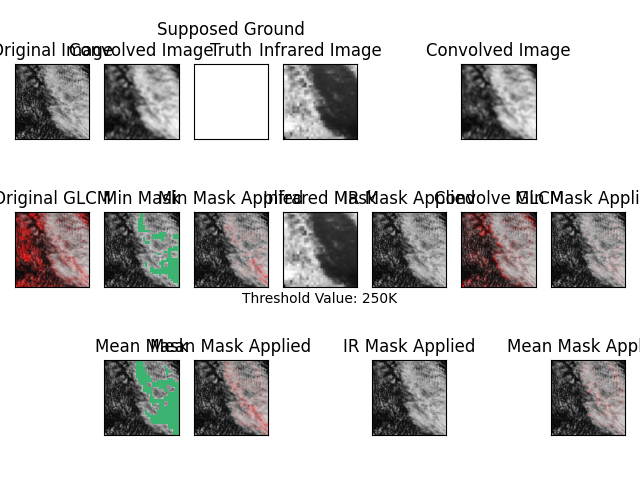 Supposed Ground
Original Image Convolved Image Truth Infrared Image Convolved Image
Original GLCM Min Mask Min Mask Applied Infrared Mask IR Mask Applied Convolve GLCM Min Mask Appli
Threshold Value: 250K
Mean Mask Mean Mask Applied IR Mask Applied Mean Mask Appl